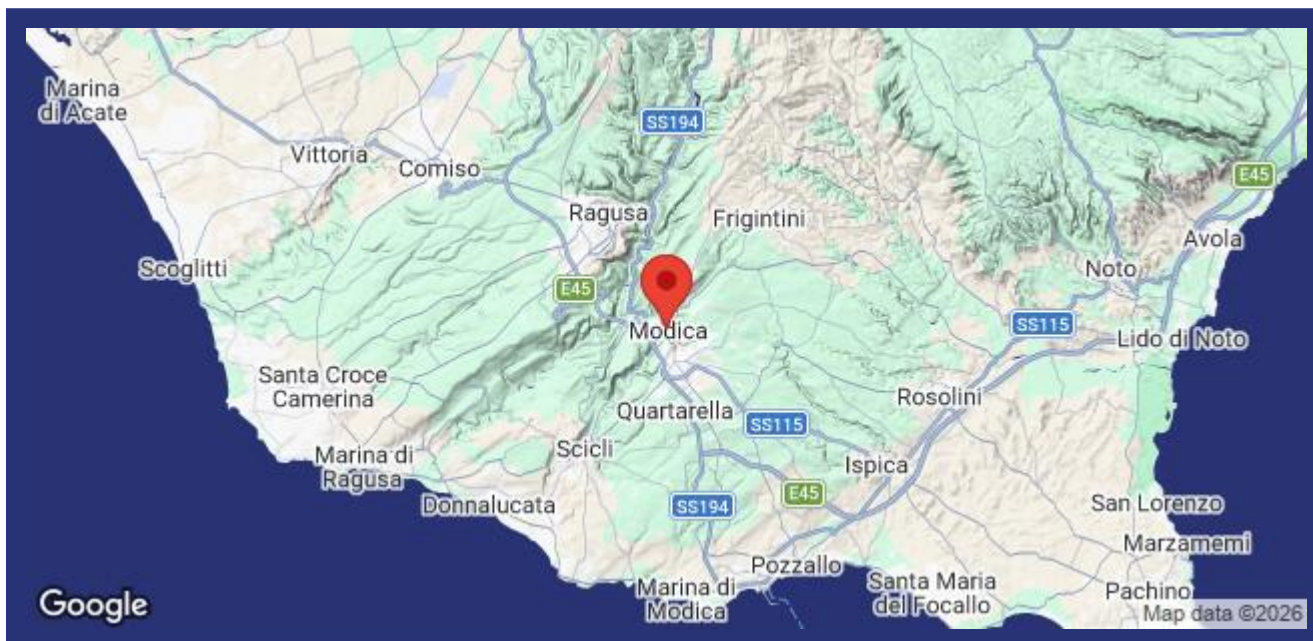 Marina
di Acate
SS194
Vittoria
Comiso
E45
Ragusa
Frigintini
Avola
Scoglitti
Noto
E45
SS115
Modica
Lido di Noto
Santa Croce
Camerina
Rosolini
Quartarella
SS115
Scicli
Marina di
Ragusa
Ispica
E45
Donnalucata
SS194
San Lorenzo
Marzamemi
Pozzallo
Santa Maria
del Focallo
Marina di
Modica
Pachino
Google
Map data ©2026